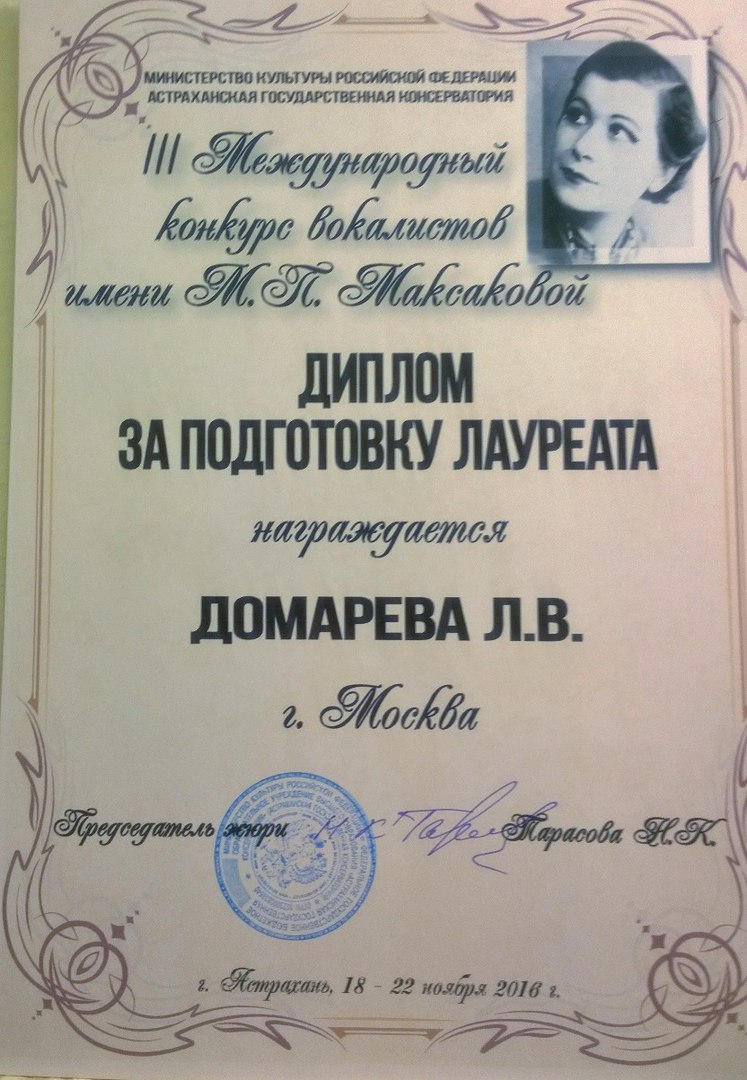 МИНИСТЕРСТВО КУЛЬТУРЫ РОССИЙСКОЙ ФЕДЕРАЦИИ
АСТРАХАНСКАЯ ГОСУДАРСТВЕННАЯ КОНСЕРВАТОРИЯ
III Международный
конкурс вокалистов
имени М.П. Максаковой
ДИПЛОМ
ЗА ПОДГОТОВКУ ЛАУРЕАТА
награждается
ДОМАРЕВА Л.В.
г. Москва
Председатель жюри Тарасова Н.К.
г. Астрахань, 18 - 22 ноября 2016 г.